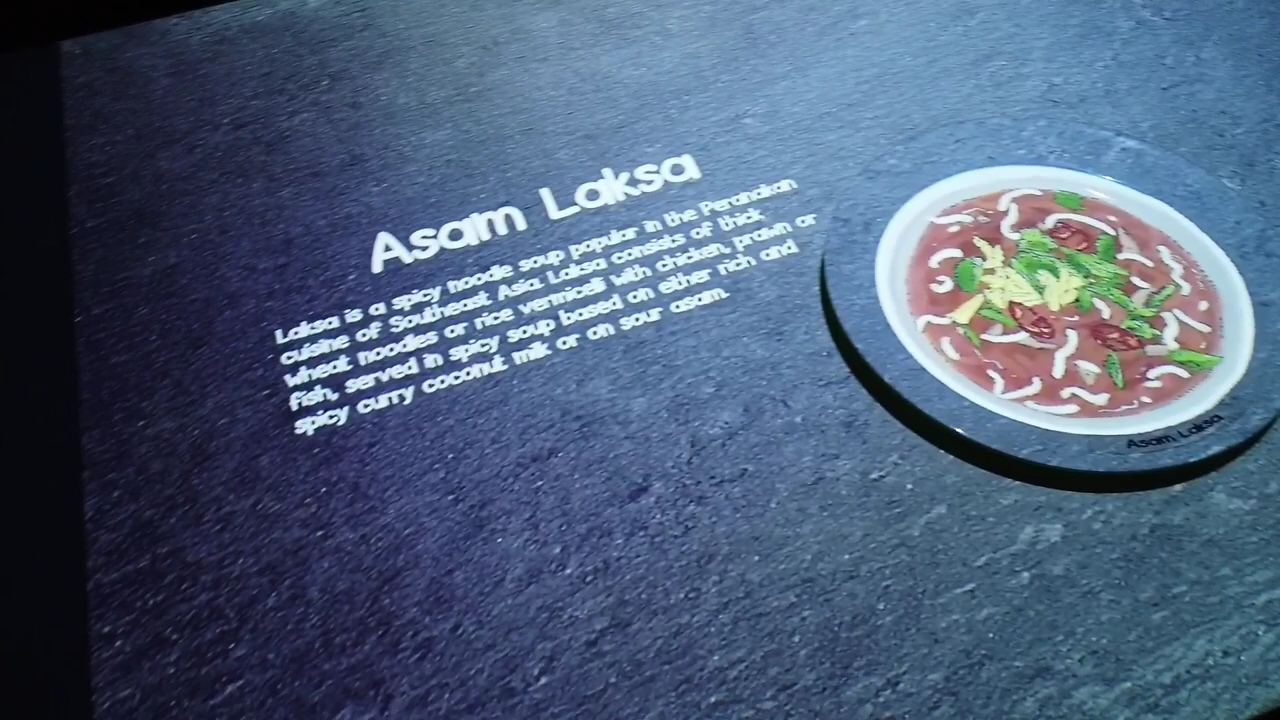 Asam Laksa
Laksa is a spicy noodle soup popular in the Peranakan
cuisine of Southeast Asia. Laksa consists of thick
wheat noodles or rice vermicelli with chicken, prawn or
fish, served in spicy soup based on either rich and
spicy curry coconut milk or on sour asam.
Asam Laksa